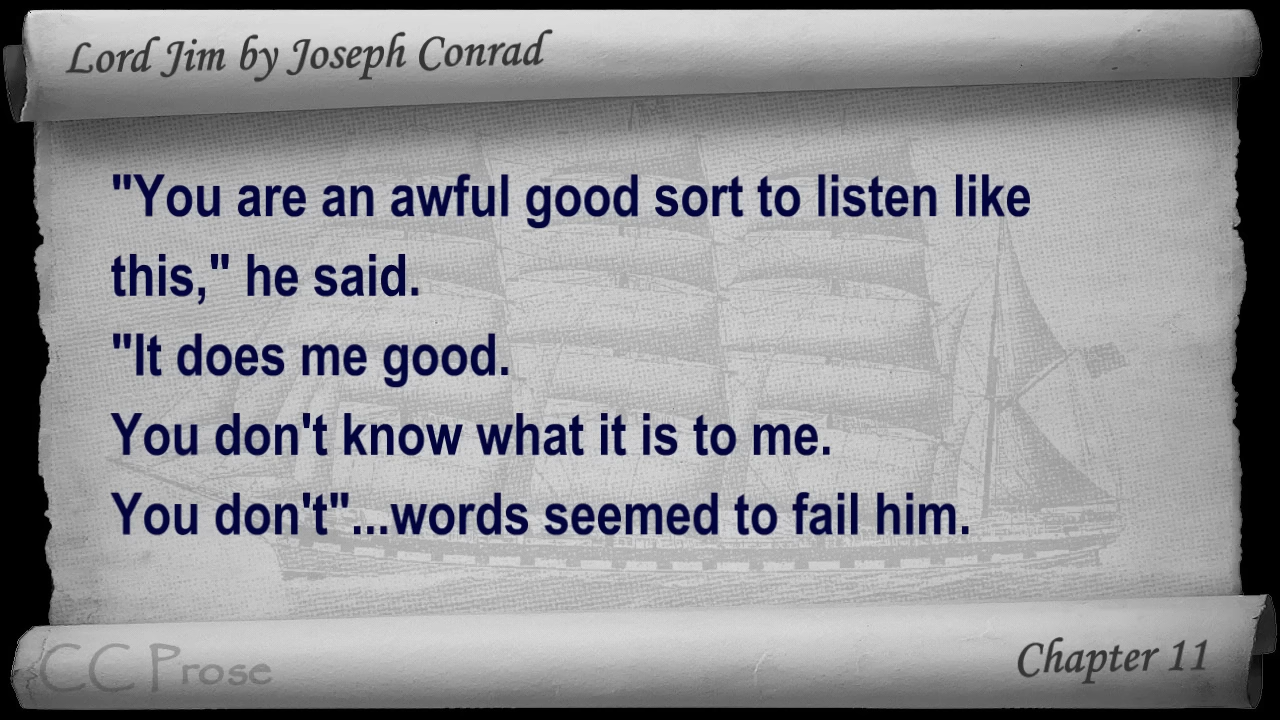 Lord Jim by Joseph Conrad
"You are an awful good sort to listen like
this," he said.
"It does me good.
You don't know what it is to me.
You don't"...words seemed to fail him.
CC Prose
Chapter 11